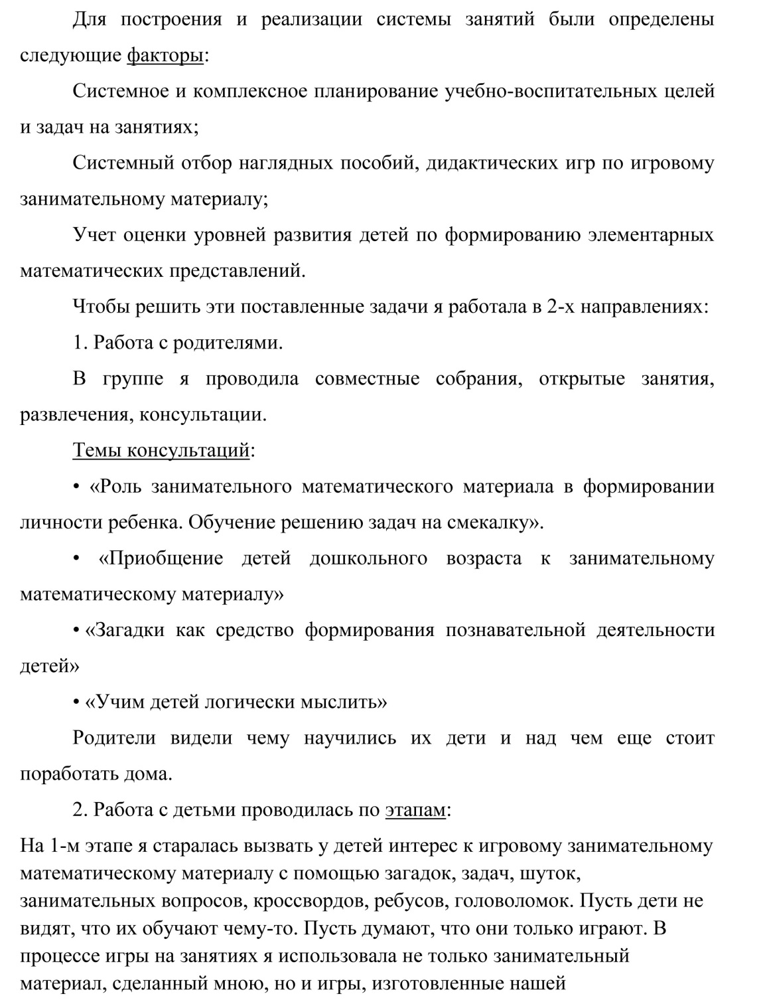 Для построения и реализации системы занятий были определены
следующие факторы:
Системное и комплексное планирование учебно-воспитательных целей
и задач на занятиях;
Системный отбор наглядных пособий, дидактических игр по игровому
занимательному материалу;
Учет оценки уровней развития детей по формированию элементарных
математических представлений.
Чтобы решить эти поставленные задачи я работала в 2-х направлениях:
1. Работа с родителями.
В группе я проводила совместные собрания, открытые занятия,
развлечения, консультации.
Темы консультаций:
• «Роль занимательного математического материала в формировании
личности ребенка. Обучение решению задач на смекалку».
• «Приобщение детей дошкольного возраста к занимательному
математическому материалу»
• «Загадки как средство формирования познавательной деятельности
детей»
• «Учим детей логически мыслить»
Родители видели чему научились их дети и над чем еще стоит
поработать дома.
2. Работа с детьми проводилась по этапам:
На 1-м этапе я старалась вызвать у детей интерес к игровому занимательному
математическому материалу с помощью загадок, задач, шуток,
занимательных вопросов, кроссвордов, ребусов, головоломок. Пусть дети не
видят, что их обучают чему-то. Пусть думают, что они только играют. В
процессе игры на занятиях я использовала не только занимательный
материал, сделанный мною, но и игры, изготовленные нашей